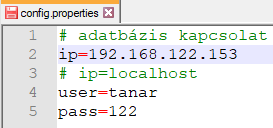 config.properties
1 # adatbázis kapcsolat
2 ip=192.168.122.153
3 # ip=localhost
4 user=tanar
5 pass=122